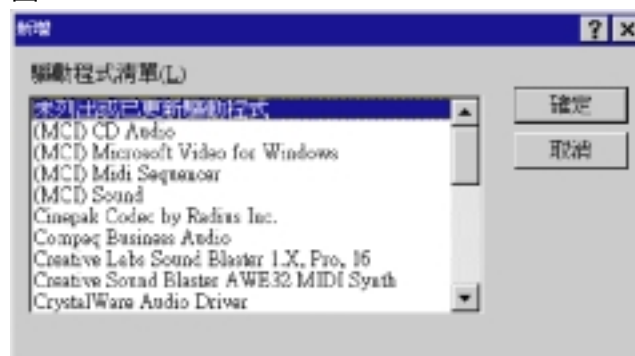 新增
驅動程式清單(L)
未列出或已更新驅動程式
(MCI) CD Audio
(MCI) Microsoft Video for Windows
(MCI) Midi Sequencer
(MCI) Sound
Cinepak Codec by Radius Inc.
Compaq Business Audio
Creative Labs Sound Blaster 1.X, Pro, 16
Creative Sound Blaster AWE32 MIDI Synth
CrystalWare Audio Driver
確定
取消